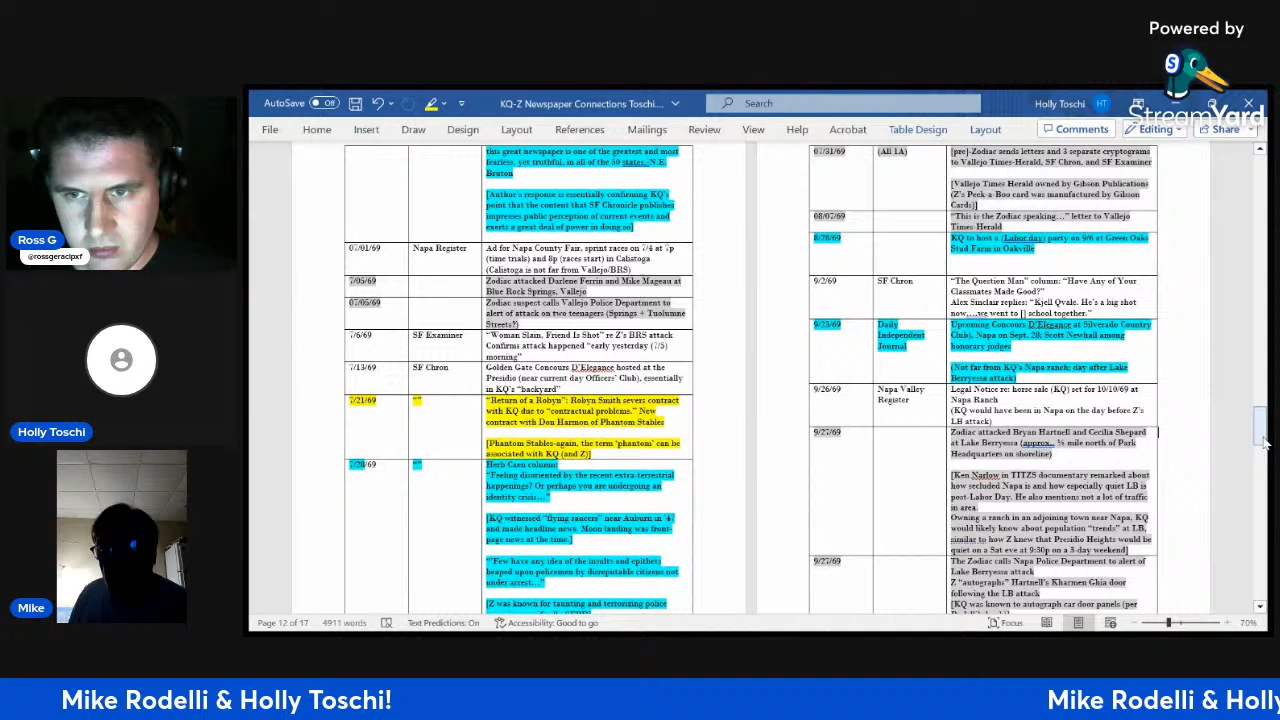 Powered by
StreamYard
AutoSave
Off
KQ-Z Newspaper Connections Toschi....
Search
Holly Toschi
HT
File
Home
Insert
Draw
Design
Layout
References
Mailings
Review
View
Help
Acrobat
Table Design
Layout
Comments
Editing
Share
this great newspaper is one of the greatest and most
fearless, yet truthful, in all of the 50 states.-N.E.
Bruton
[Author's response is essentially confirming KQ's
point that the content that SF Chronicle publishes
impresses public perception of current events and
exerts a great deal of power in doing so]
07/01/69
Napa Register
Ad for Napa County Fair, sprint races on 7/4 at 7p
(time trials) and 8p (races start) in Calistoga
(Calistoga is not far from Vallejo/BRS)
7/05/69
Zodiac attacked Darlene Ferrin and Mike Mageau at
Blue Rock Springs, Vallejo
07/05/69
Zodiac suspect calls Vallejo Police Department to
alert of attack on two teenagers (Springs + Tuolumne
Streets?)
7/6/69
SF Examiner
"Woman Slain, Friend Is Shot" re Z's BRS attack
Confirms attack happened "early yesterday (7/5)
morning"
7/13/69
SF Chron
Golden Gate Concours D'Elegance hosted at the
Presidio (near current day Officers' Club), essentially
in KQ's "backyard"
7/21/69
""
"Return of a Robyn": Robyn Smith severs contract
with KQ due to "contractual problems." New
contract with Don Harmon of Phantom Stables
[Phantom Stables-again, the term 'phantom' can be
associated with KQ (and Z)]
7/28/69
""
Herb Caen column:
"Feeling disoriented by the recent extra-terrestrial
happenings? Or perhaps you are undergoing an
identity crisis..."
[KQ witnessed "flying saucers" near Auburn in '47
and made headline news. Moon landing was front-
page news at the time.]
"Few have any idea of the insults and epithets
heaped upon policemen by disreputable citizens not
under arrest..."
[Z was known for taunting and terrorizing police
07/31/69
(All 1A)
[pre]-Zodiac sends letters and 3 separate cryptograms
to Vallejo Times-Herald, SF Chron, and SF Examiner
[Vallejo Times Herald owned by Gibson Publications
(Z's Peek-a-Boo card was manufactured by Gibson
Cards)]
08/07/69
"This is the Zodiac speaking..." letter to Vallejo
Times-Herald
8/28/69
KQ to host a (Labor day) party on 9/6 at Green Oaks
Stud Farm in Oakville
9/2/69
SF Chron
"The Question Man" column: "Have Any of Your
Classmates Made Good?"
Alex Sinclair replies: "Kjell Qvale. He's a big shot
now....we went to [] school together."
9/23/69
Daily
Independent
Journal
Upcoming Concours D'Elegance at Silverado Country
Club), Napa on Sept. 28; Scott Newhall among
honorary judges
(Not far from KQ's Napa ranch; day after Lake
Berryessa attack)
9/26/69
Napa Valley
Register
Legal Notice re: horse sale (KQ) set for 10/10/69 at
Napa Ranch
(KQ would have been in Napa on the day before Z's
LB attack)
9/27/69
Zodiac attacked Bryan Hartnell and Cecilia Shepard
at Lake Berryessa (approx.. ½ mile north of Park
Headquarters on shoreline)
[Ken Narlow in TITZS documentary remarked about
how secluded Napa is and how especially quiet LB is
post-Labor Day. He also mentions not a lot of traffic
in area.
Owning a ranch in an adjoining town near Napa, KQ
would likely know about population "trends" at LB,
similar to how Z knew that Presidio Heights would be
quiet on a Sat eve at 9:30p on a 3-day weekend]
9/27/69
The Zodiac calls Napa Police Department to alert of
Lake Berryessa attack
Z "autographs" Hartnell's Kharmen Ghia door
following the LB attack
[KQ was known to autograph car door panels (per
Page 12 of 17
4911 words
Text Predictions: On
Accessibility: Good to go
Focus
70%
Ross G
@rossgeraclpxf
Holly Toschi
Mike
Mike Rodelli & Holly Toschi!
Mike Rodelli & Holly